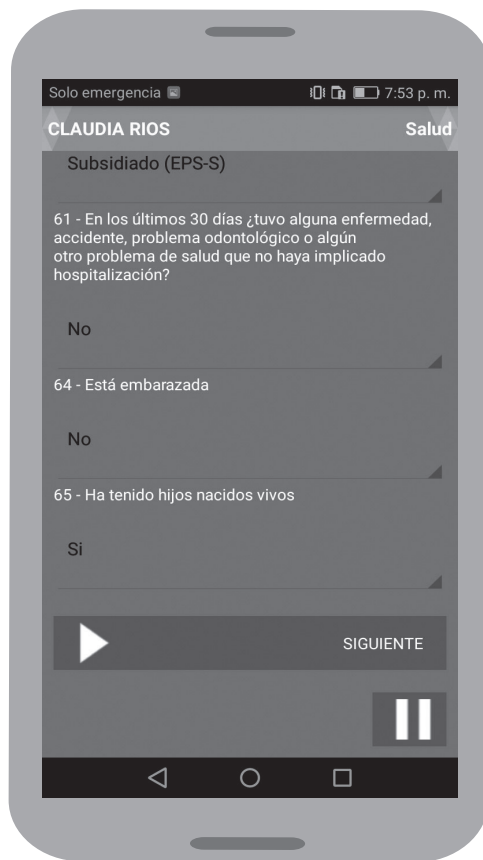 Solo emergencia 7:53 p. m.
CLAUDIA RIOS Salud
Subsidiado (EPS-S)
61 - En los últimos 30 días ¿tuvo alguna enfermedad,
accidente, problema odontológico o algún
otro problema de salud que no haya implicado
hospitalización?
No
64 - Está embarazada
No
65 - Ha tenido hijos nacidos vivos
Si
SIGUIENTE